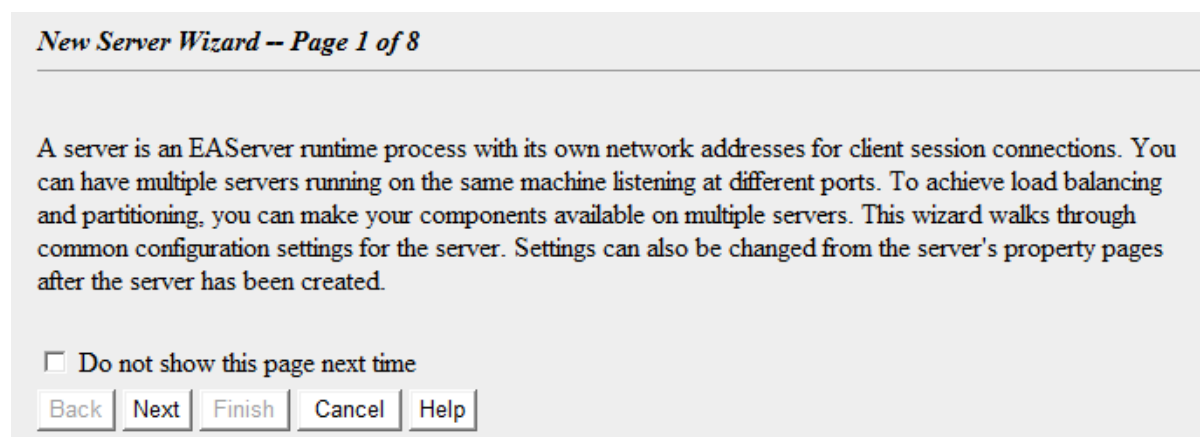 New Server Wizard -- Page 1 of 8
A server is an EAServer runtime process with its own network addresses for client session connections. You
can have multiple servers running on the same machine listening at different ports. To achieve load balancing
and partitioning, you can make your components available on multiple servers. This wizard walks through
common configuration settings for the server. Settings can also be changed from the server's property pages
after the server has been created.
Do not show this page next time
Back Next Finish Cancel Help